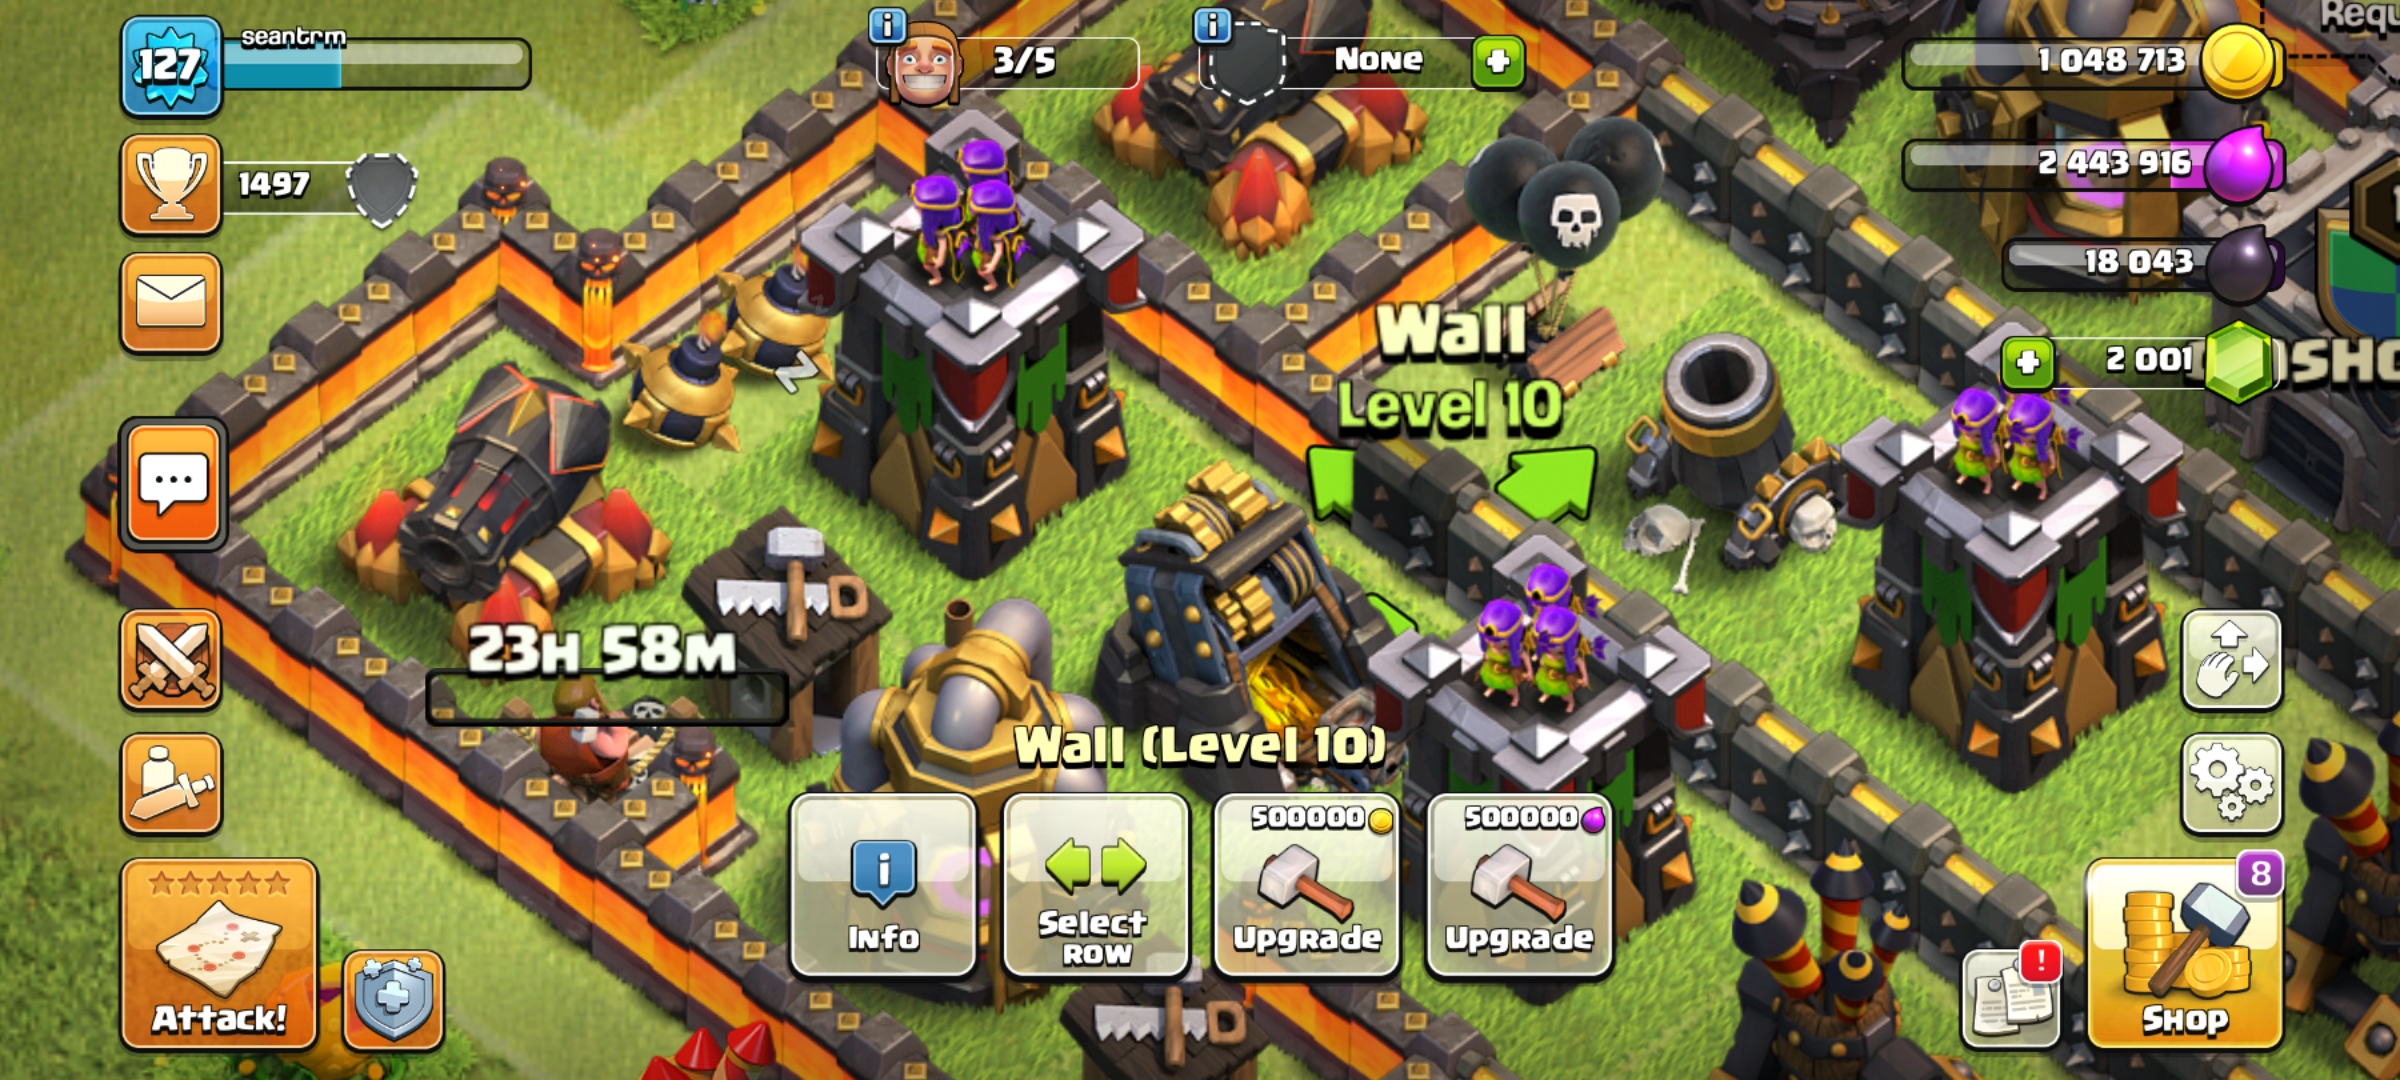 127
seantrm
3/5
None
1 048 713
1497
2 443 916
18 043
2 001
Wall
Level 10
23H 58M
Wall (Level 10)
Info
Select
Row
500000
Upgrade
500000
Upgrade
Attack!
8
Shop